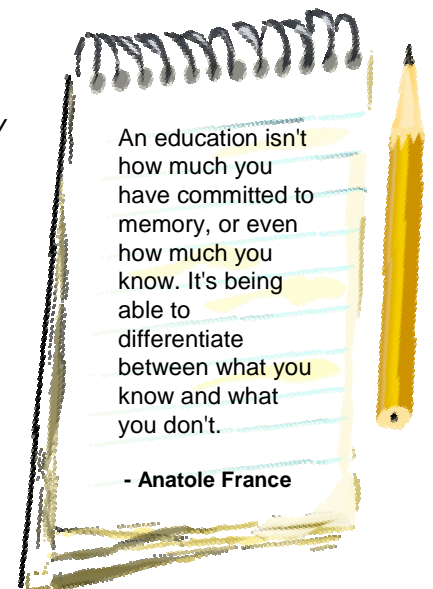 An education isn't
how much you
have committed to
memory, or even
how much you
know. It's being
able to
differentiate
between what you
know and what
you don't.
- Anatole France